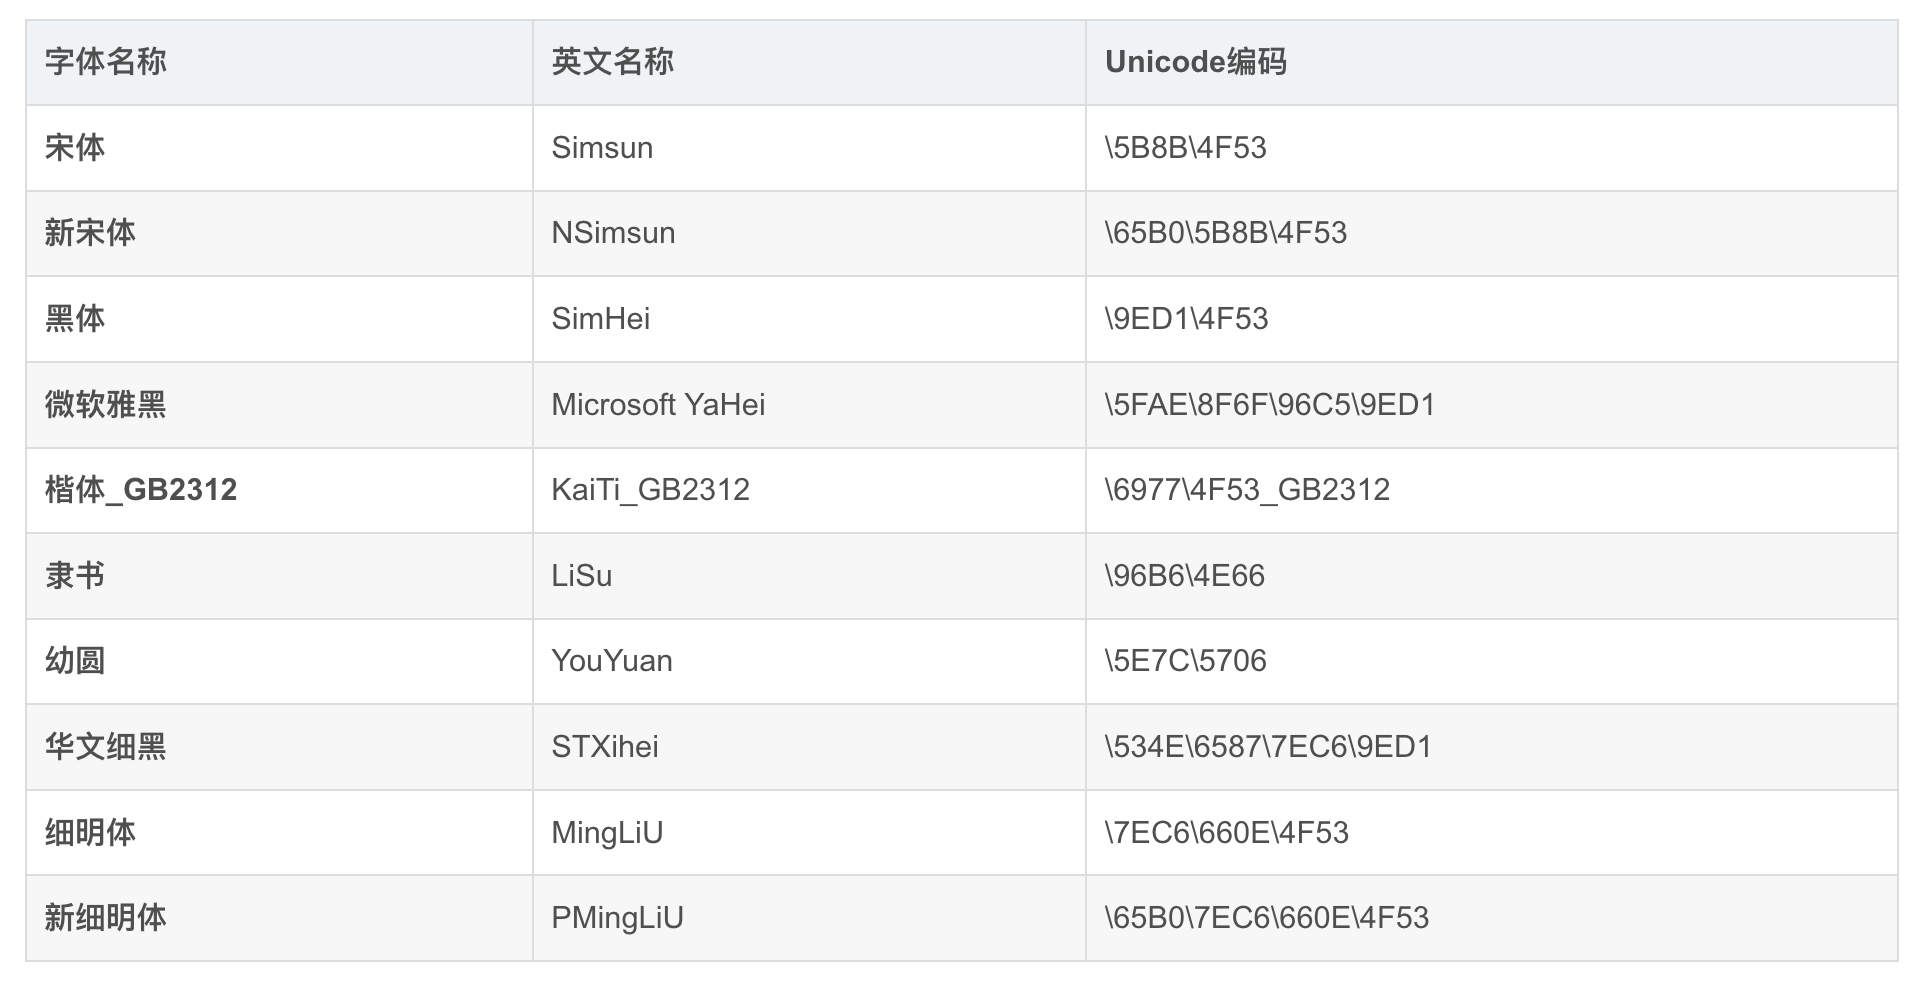 字体名称 英文名称 Unicode编码
宋体 Simsun \5B8B\4F53
新宋体 NSimsun \65B0\5B8B\4F53
黑体 SimHei \9ED1\4F53
微软雅黑 Microsoft YaHei \5FAE\8F6F\96C5\9ED1
楷体_GB2312 KaiTi_GB2312 \6977\4F53_GB2312
隶书 LiSu \96B6\4E66
幼圆 YouYuan \5E7C\5706
华文细黑 STXihei \534E\6587\7EC6\9ED1
细明体 MingLiU \7EC6\660E\4F53
新细明体 PMingLiU \65B0\7EC6\660E\4F53